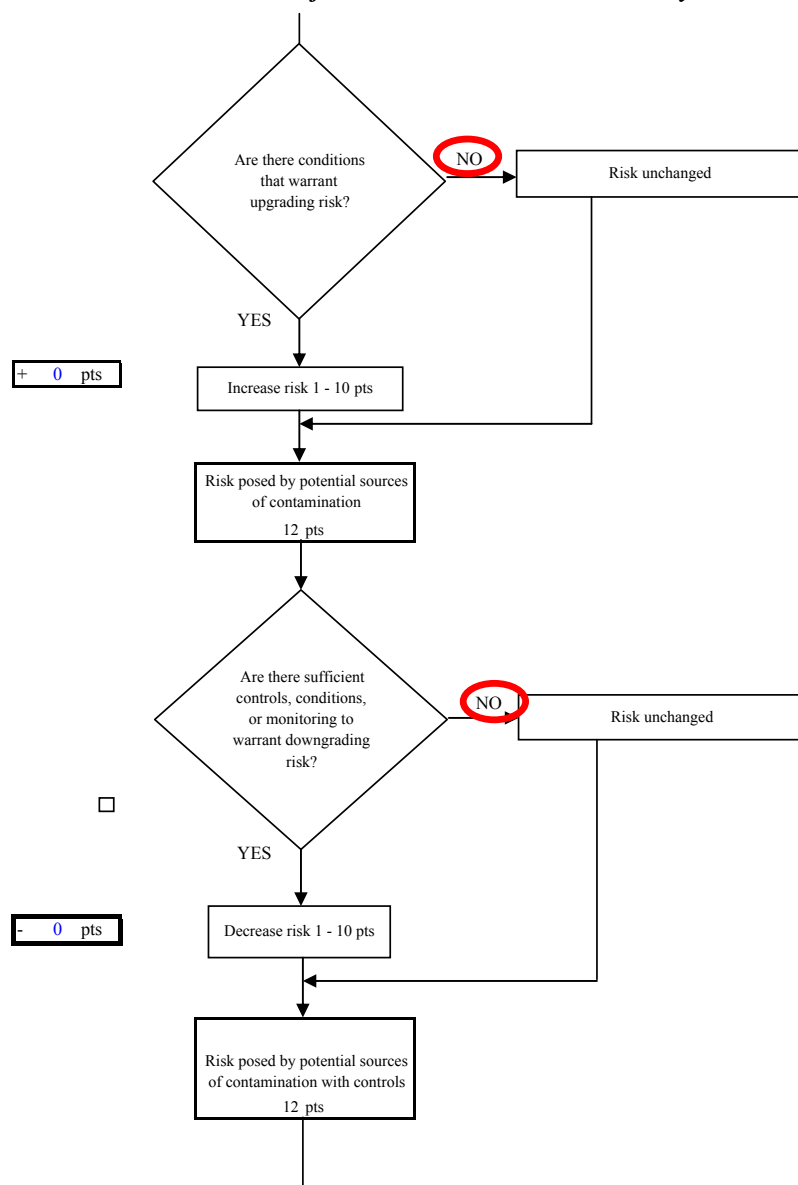 Are there conditions
that warrant
upgrading risk?
NO
Risk unchanged
YES
+ 0 pts
Increase risk 1 - 10 pts
Risk posed by potential sources
of contamination
12 pts
Are there sufficient
controls, conditions,
or monitoring to
warrant downgrading
risk?
NO
Risk unchanged
YES
- 0 pts
Decrease risk 1 - 10 pts
Risk posed by potential sources
of contamination with controls
12 pts